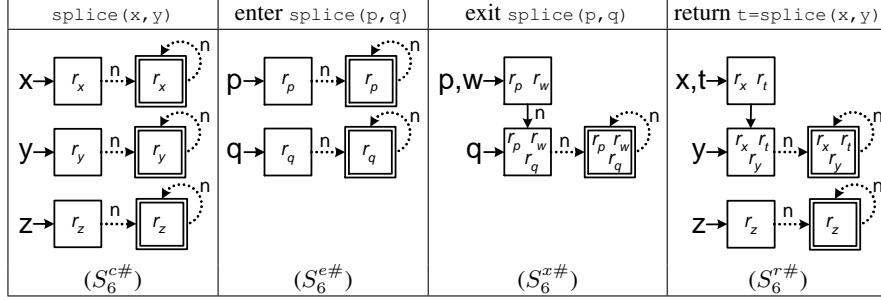 splice(x,y) enter splice(p,q) exit splice(p,q) return t=splice(x,y)
x r_x n r_x n p r_p n r_p n p,w r_p r_w n x,t r_x r_t
y r_y n r_y n q r_q n r_q n q r_p r_w r_q n r_p r_w r_q n y r_x r_t r_y n r_x r_t r_y n
z r_z n r_z n z r_z n r_z n
(S_6^{c#}) (S_6^{e#}) (S_6^{x#}) (S_6^{r#})